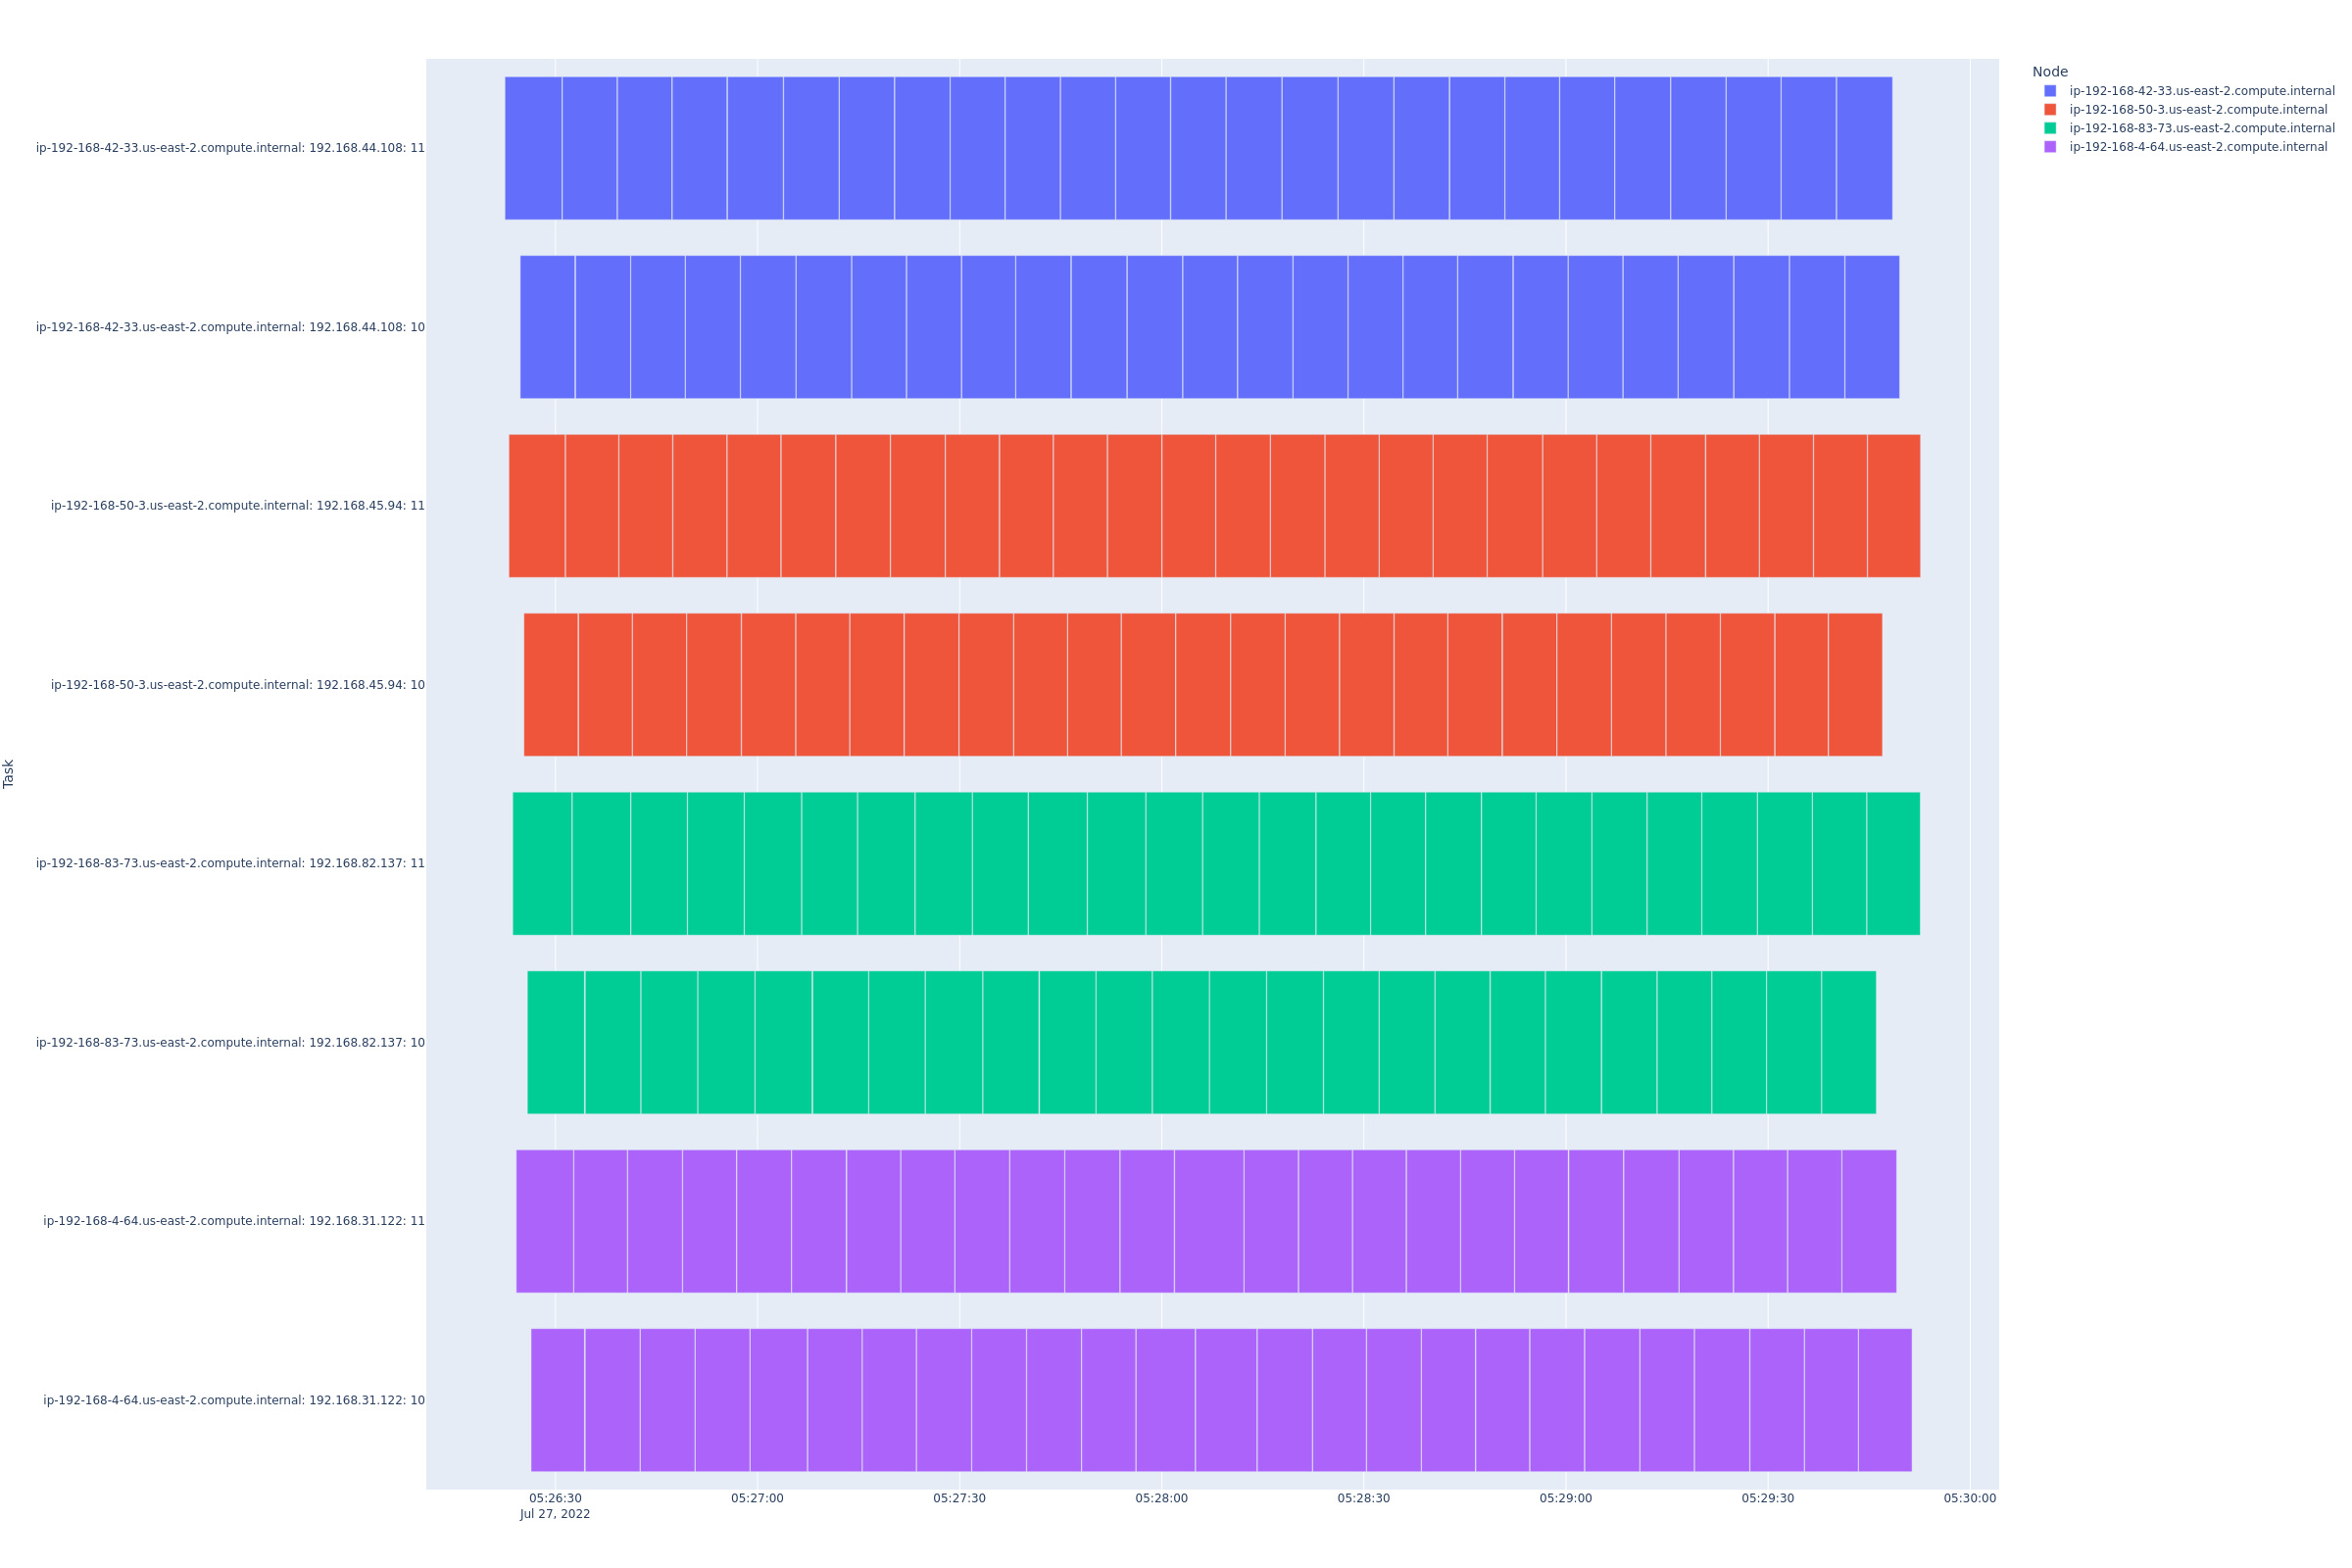 Node
ip-192-168-42-33.us-east-2.compute.internal
ip-192-168-50-3.us-east-2.compute.internal
ip-192-168-83-73.us-east-2.compute.internal
ip-192-168-4-64.us-east-2.compute.internal
ip-192-168-42-33.us-east-2.compute.internal: 192.168.44.108: 11
ip-192-168-42-33.us-east-2.compute.internal: 192.168.44.108: 10
ip-192-168-50-3.us-east-2.compute.internal: 192.168.45.94: 11
ip-192-168-50-3.us-east-2.compute.internal: 192.168.45.94: 10
Task
ip-192-168-83-73.us-east-2.compute.internal: 192.168.82.137: 11
ip-192-168-83-73.us-east-2.compute.internal: 192.168.82.137: 10
ip-192-168-4-64.us-east-2.compute.internal: 192.168.31.122: 11
ip-192-168-4-64.us-east-2.compute.internal: 192.168.31.122: 10
05:26:30 05:27:00 05:27:30 05:28:00 05:28:30 05:29:00 05:29:30 05:30:00
Jul 27, 2022